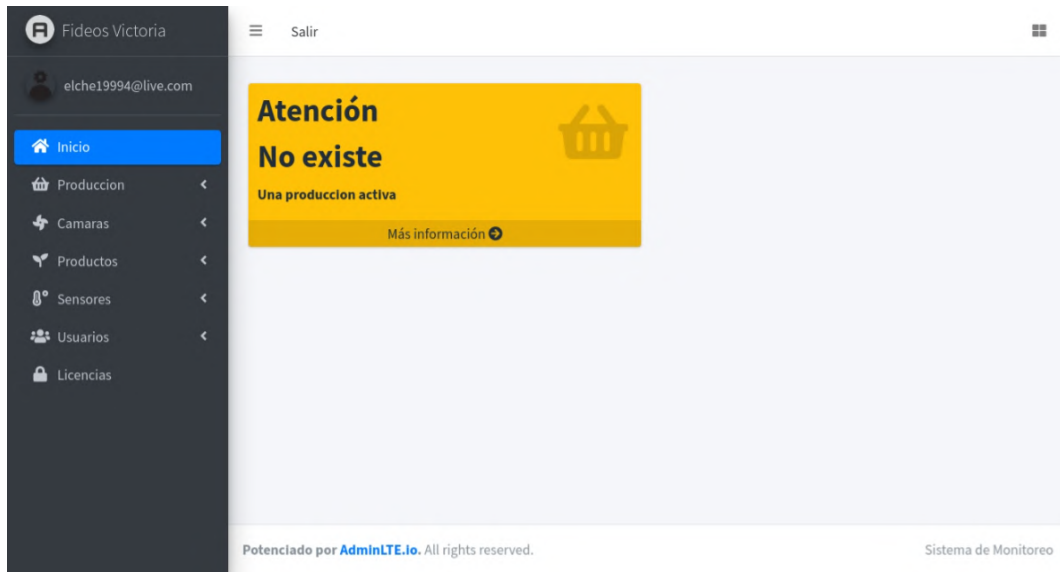 Fideos Victoria
elche19994@live.com
Inicio
Produccion
Camaras
Productos
Sensores
Usuarios
Licencias
Salir
Atención
No existe
Una produccion activa
Más información
Potenciado por AdminLTE.io. All rights reserved.
Sistema de Monitoreo